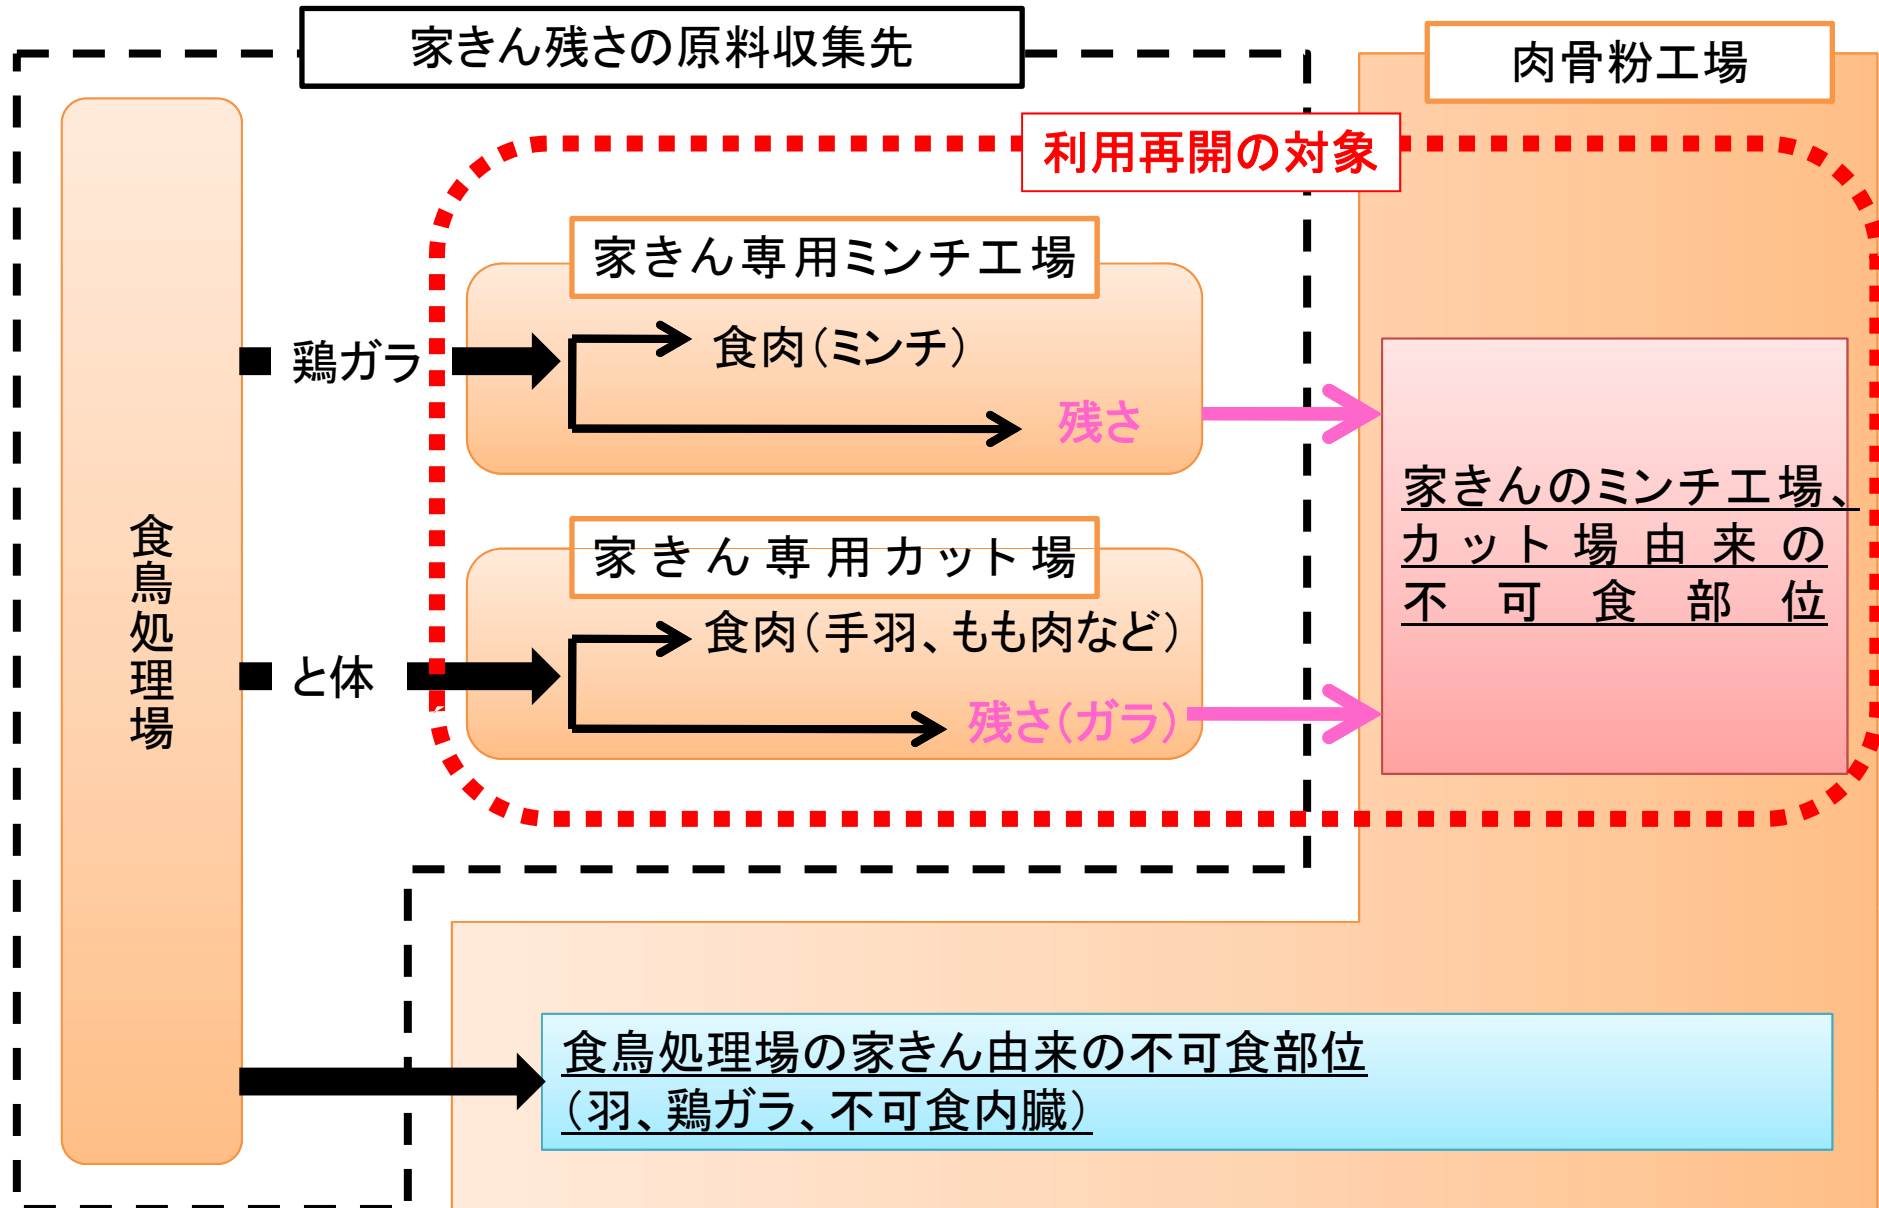 家きん残さの原料収集先
肉骨粉工場
利用再開の対象
食鳥処理場
家きん専用ミンチ工場
鶏ガラ
食肉(ミンチ)
残さ
家きん専用カット場
と体
食肉(手羽、もも肉など)
残さ(ガラ)
家きんのミンチ工場、
カット場由来の
不可食部位
食鳥処理場の家きん由来の不可食部位
(羽、鶏ガラ、不可食内臓)